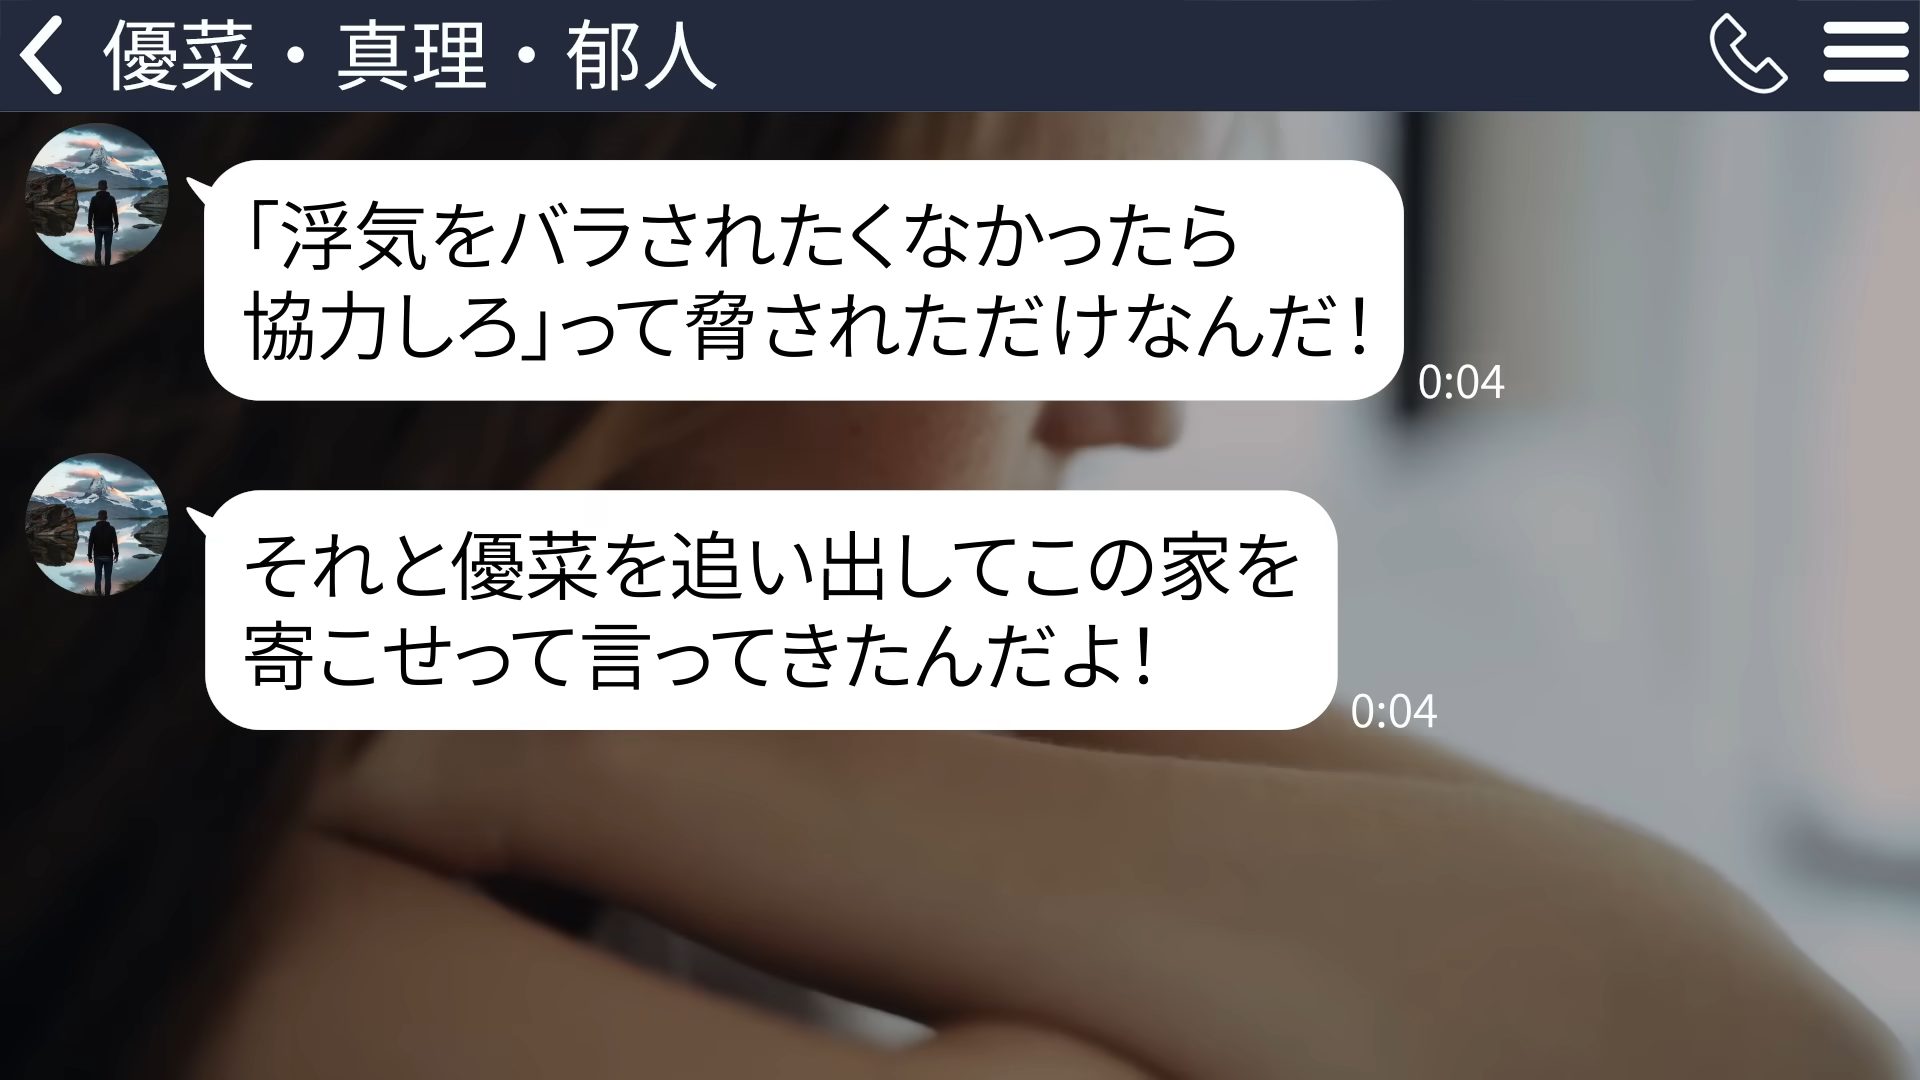 優菜・真理・郁人
「浮気をバラされたくなかったら
協力しろ」って脅されただけなんだ!
0:04
それと優菜を追い出してこの家を
寄こせって言ってきたんだよ!
0:04